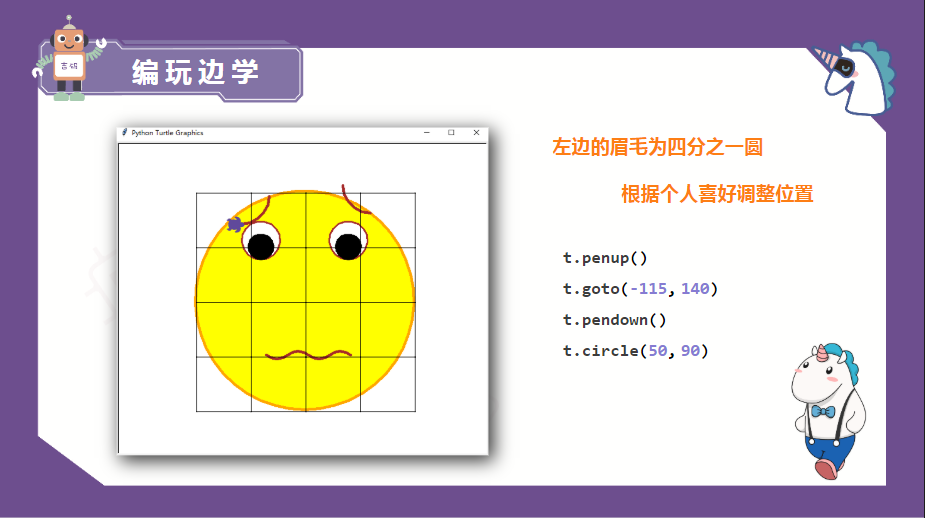 编玩边学
Python Turtle Graphics
左边的眉毛为四分之一圆
根据个人喜好调整位置
t.penup()
t.goto(-115, 140)
t.pendown()
t.circle(50, 90)